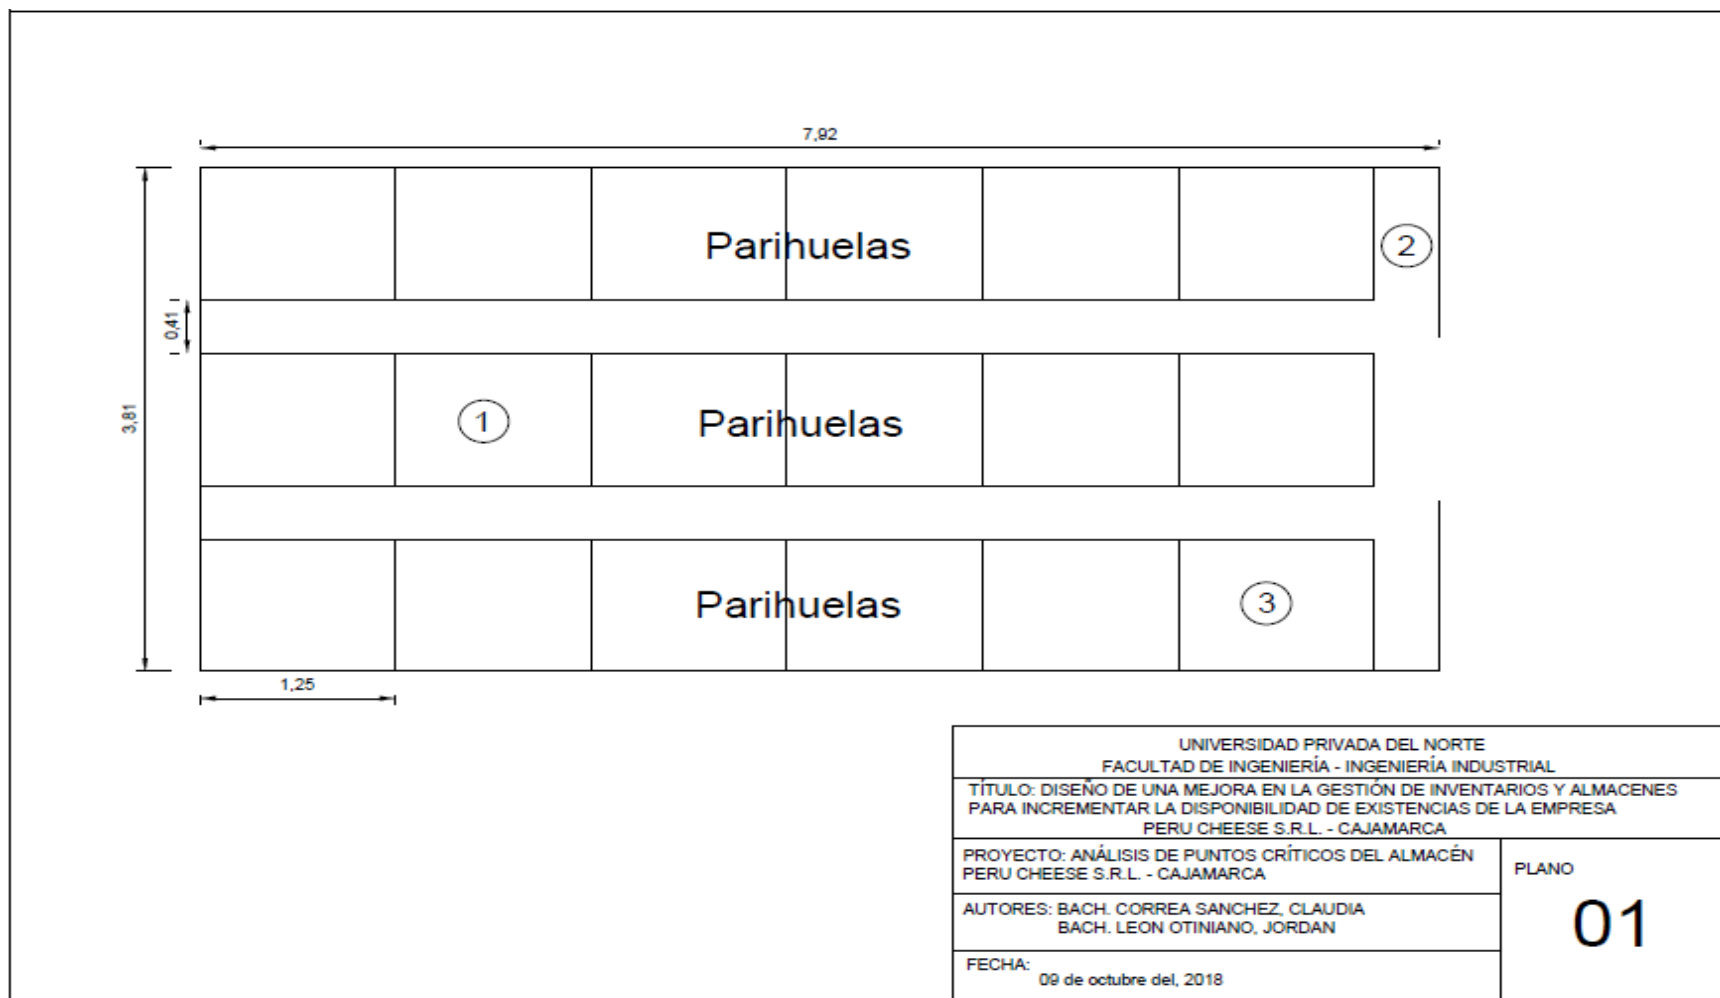 7,92
Parihuelas
2
0,41
3,81
1
Parihuelas
Parihuelas
3
1,25
UNIVERSIDAD PRIVADA DEL NORTE
FACULTAD DE INGENIERÍA - INGENIERÍA INDUSTRIAL
TÍTULO: DISEÑO DE UNA MEJORA EN LA GESTIÓN DE INVENTARIOS Y ALMACENES
PARA INCREMENTAR LA DISPONIBILIDAD DE EXISTENCIAS DE LA EMPRESA
PERU CHEESE S.R.L. - CAJAMARCA
PROYECTO: ANÁLISIS DE PUNTOS CRÍTICOS DEL ALMACÉN
PERU CHEESE S.R.L. - CAJAMARCA
PLANO
01
AUTORES: BACH. CORREA SANCHEZ, CLAUDIA
BACH. LEON OTINIANO, JORDAN
FECHA:
09 de octubre del, 2018